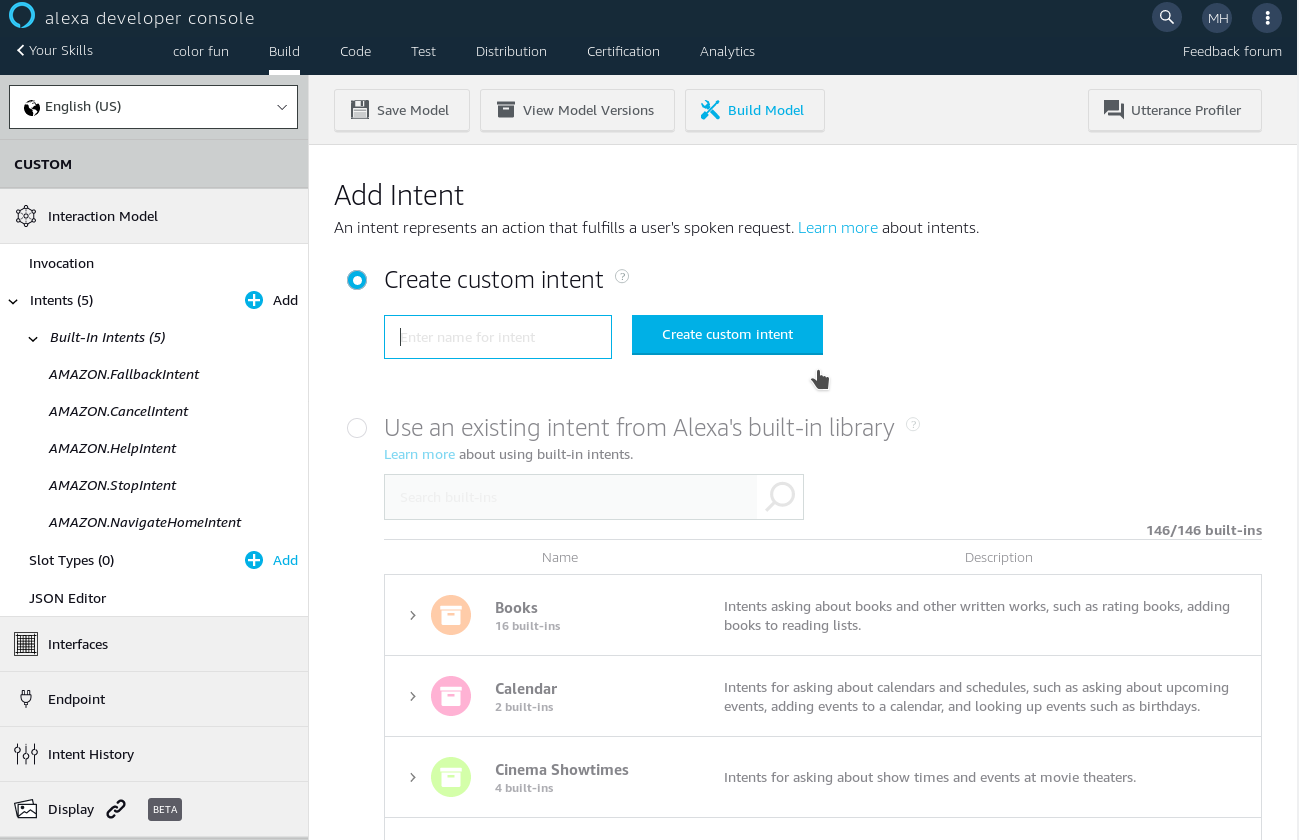 alexa developer console
MH
Your Skills
color fun
Build
Code
Test
Distribution
Certification
Analytics
Feedback forum
English (US)
Save Model
View Model Versions
Build Model
Utterance Profiler
CUSTOM
Interaction Model
Invocation
Intents (5)
Add
Built-In Intents (5)
AMAZON.FallbackIntent
AMAZON.CancelIntent
AMAZON.HelpIntent
AMAZON.StopIntent
AMAZON.NavigateHomeIntent
Slot Types (0)
Add
JSON Editor
Interfaces
Endpoint
Intent History
Display
BETA
Add Intent
An intent represents an action that fulfills a user's spoken request. Learn more about intents.
Create custom intent ?
Enter name for intent
Create custom intent
Use an existing intent from Alexa's built-in library ?
Learn more about using built-in intents.
Search built-ins
146/146 built-ins
Name
Description
Books
16 built-ins
Intents asking about books and other written works, such as rating books, adding
books to reading lists.
Calendar
2 built-ins
Intents for asking about calendars and schedules, such as asking about upcoming
events, adding events to a calendar, and looking up events such as birthdays.
Cinema Showtimes
4 built-ins
Intents for asking about show times and events at movie theaters.